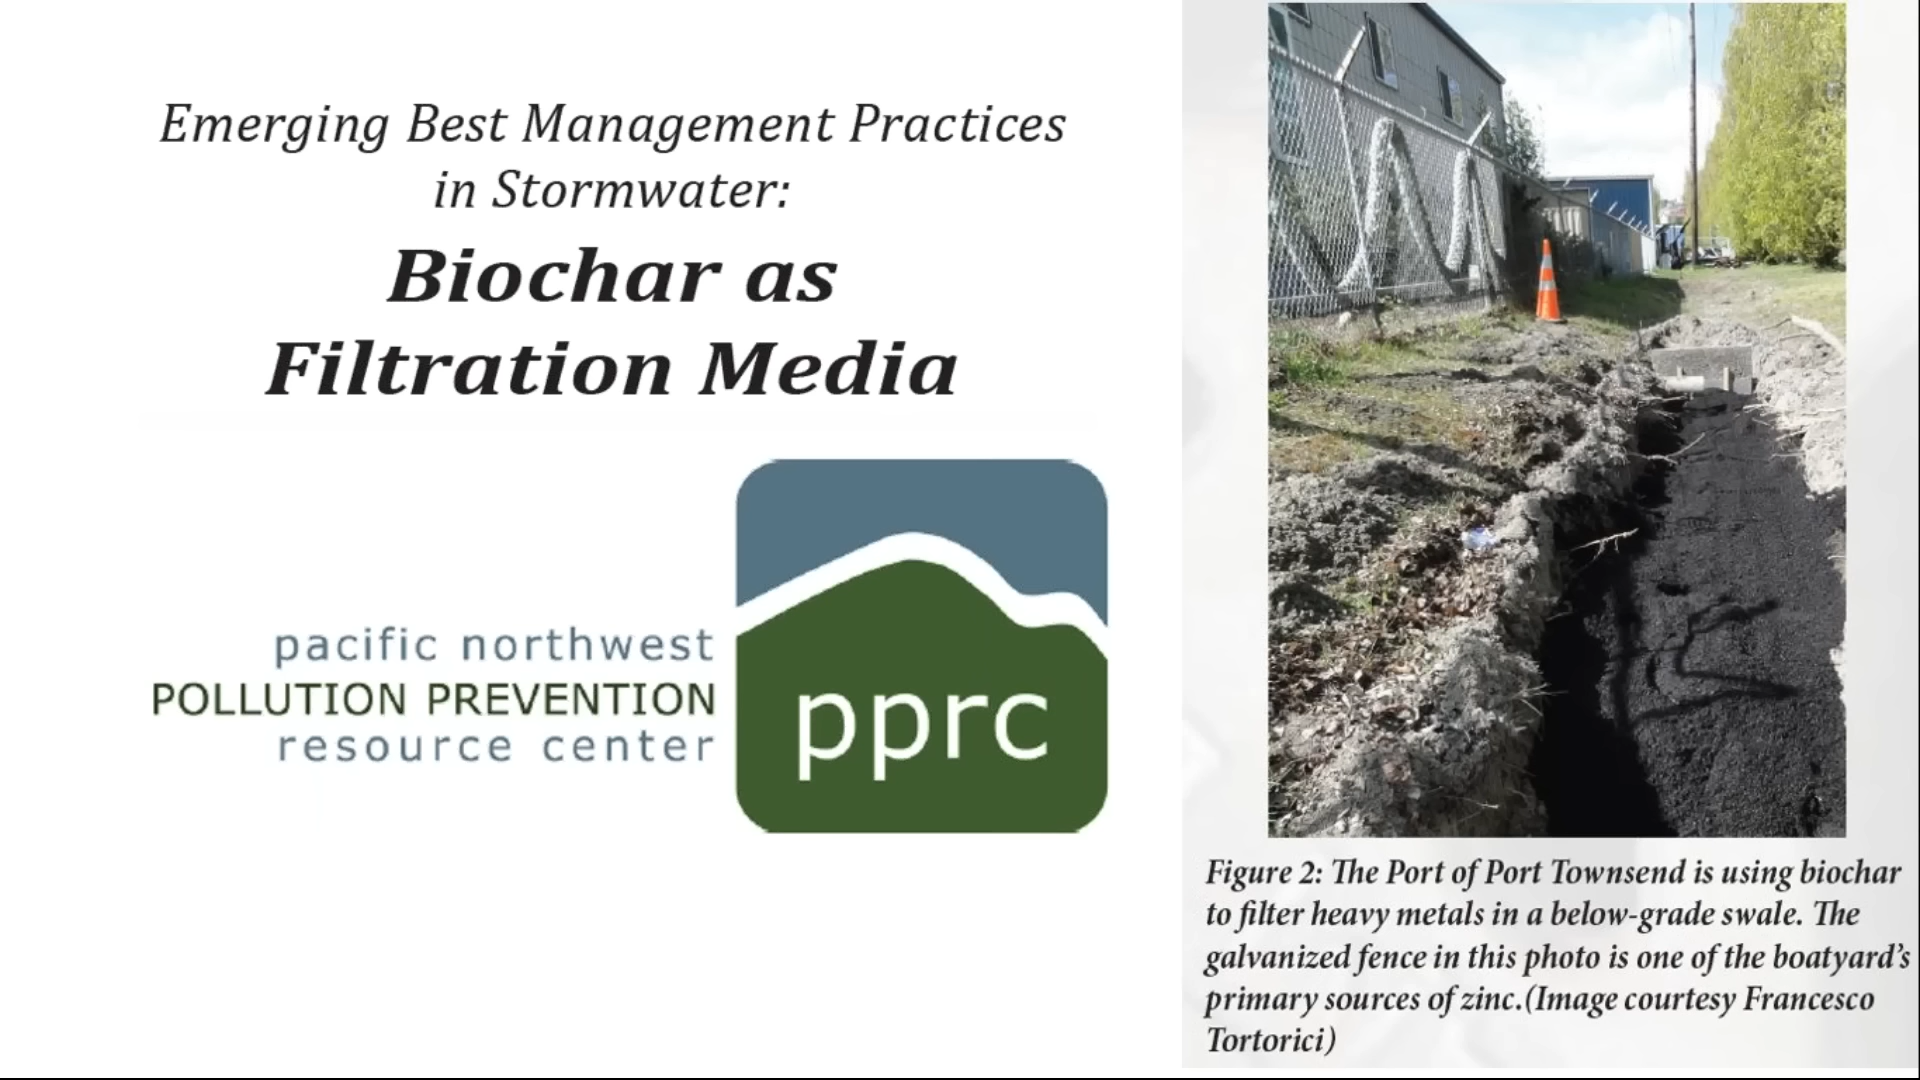 Emerging Best Management Practices
in Stormwater:
Biochar as
Filtration Media
pacific northwest
POLLUTION PREVENTION
resource center
pprc
Figure 2: The Port of Port Townsend is using biochar
to filter heavy metals in a below-grade swale. The
galvanized fence in this photo is one of the boatyard's
primary sources of zinc.(Image courtesy Francesco
Tortorici)